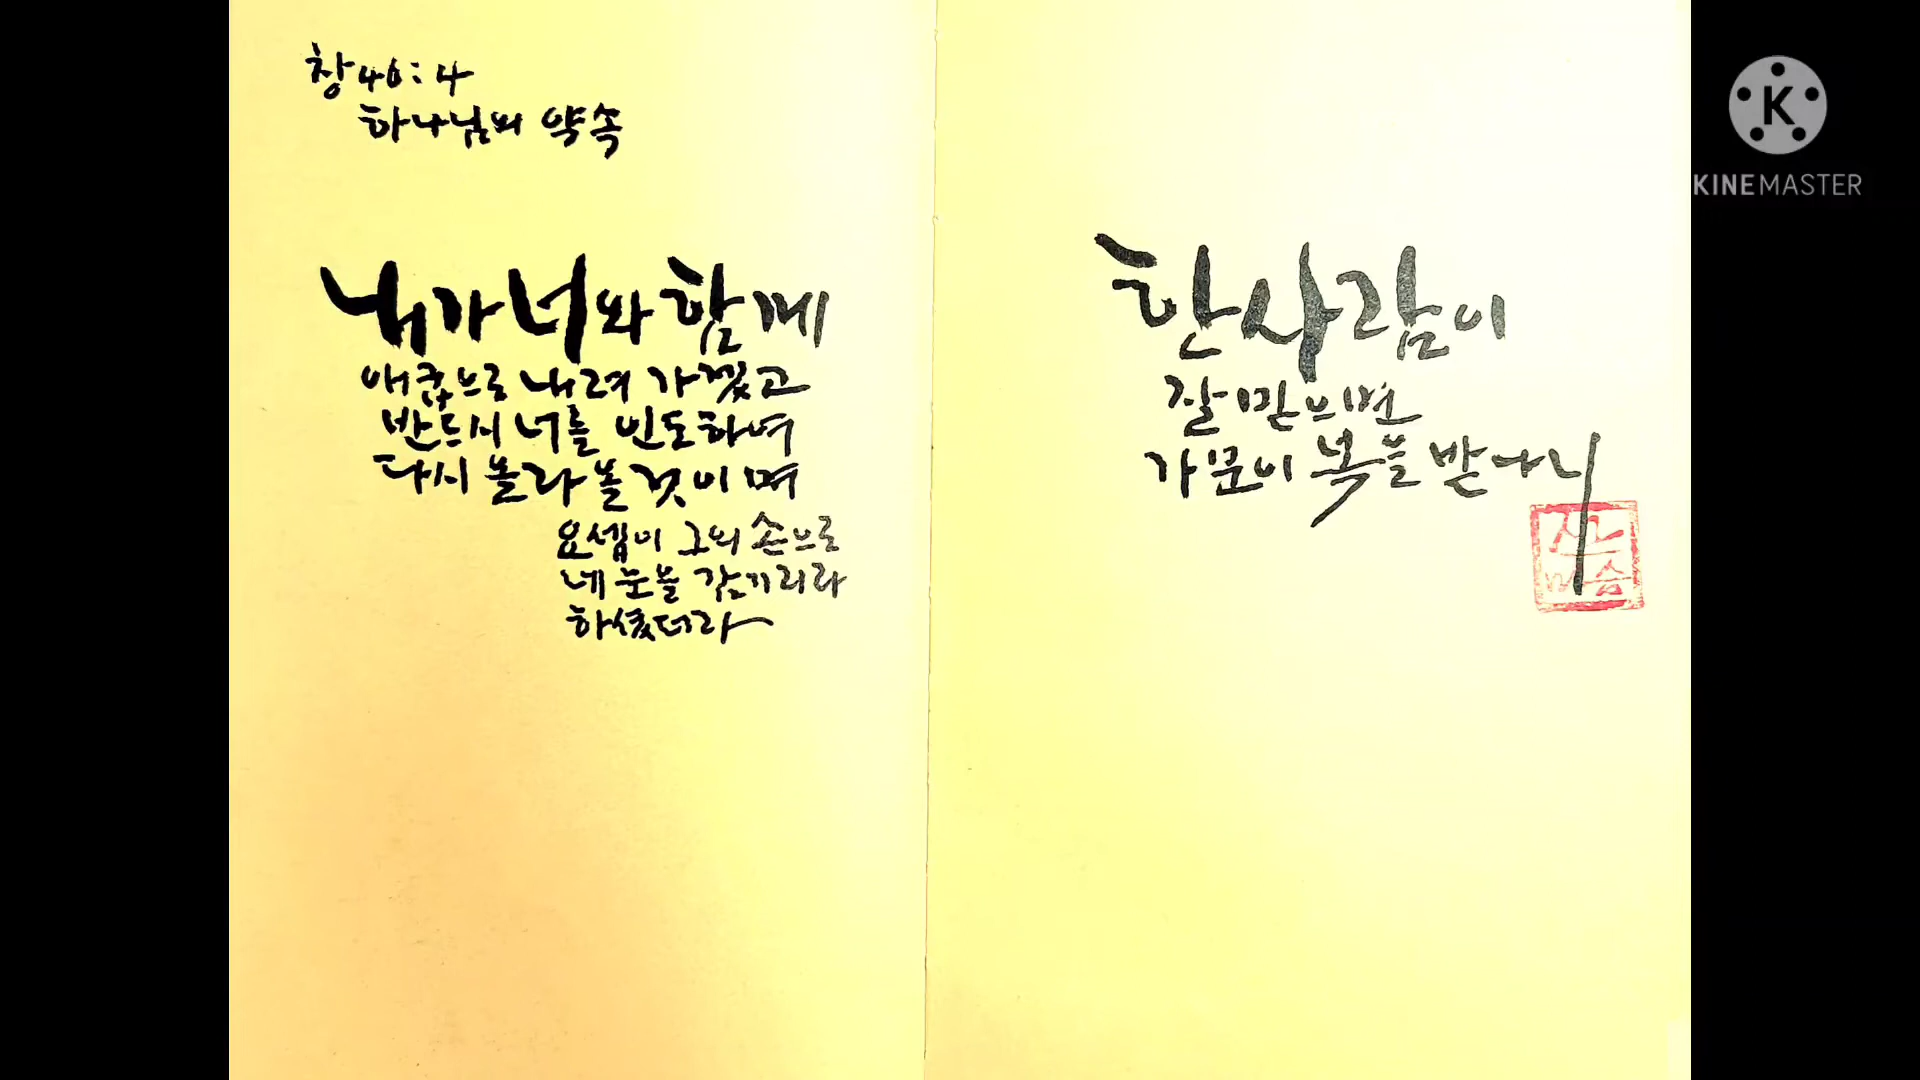 창46:4
하나님의 약속
내가 너와 함께
애굽으로 내려 가겠고
반드시 너를 인도하여
다시 올라 올 것이며
요셉이 그의 손으로
네 눈을 감기리라
하셨더라
한 사람이
잘 믿으면
가문이 복을 받나니
K
KINEMASTER